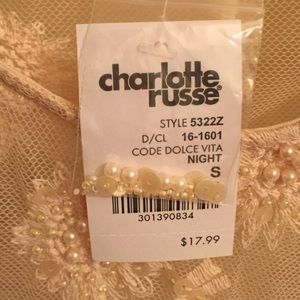 charlotte
russe®
STYLE 5322Z
D/CL 16-1601
CODE DOLCE VITA
NIGHT
S
301390834
$17.99